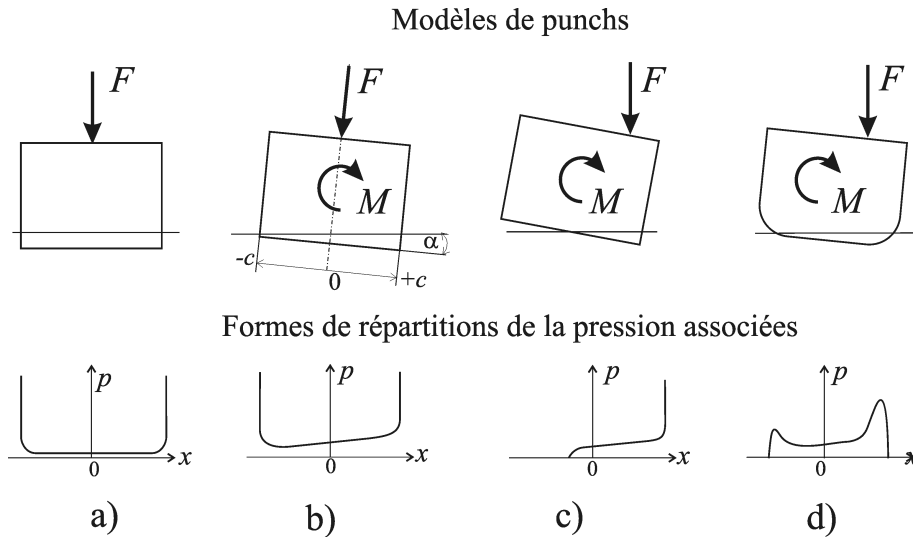 Modèles de punchs
F
F
F
F
M
M
M
α
-c
0
+c
Formes de répartitions de la pression associées
p
p
p
p
x
x
x
x
0
0
0
0
a)
b)
c)
d)